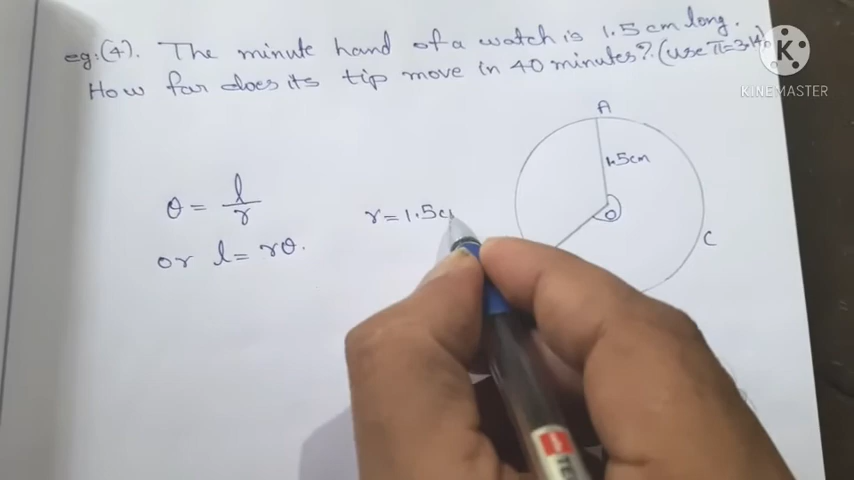 eg:(4). The minute hand of a watch is 1.5 cm long.
How far does its tip move in 40 minutes? (use π=3.14)
KINEMASTER
A
1.5cm
θ = l/r
r = 1.5c
O
or l = rθ.
C